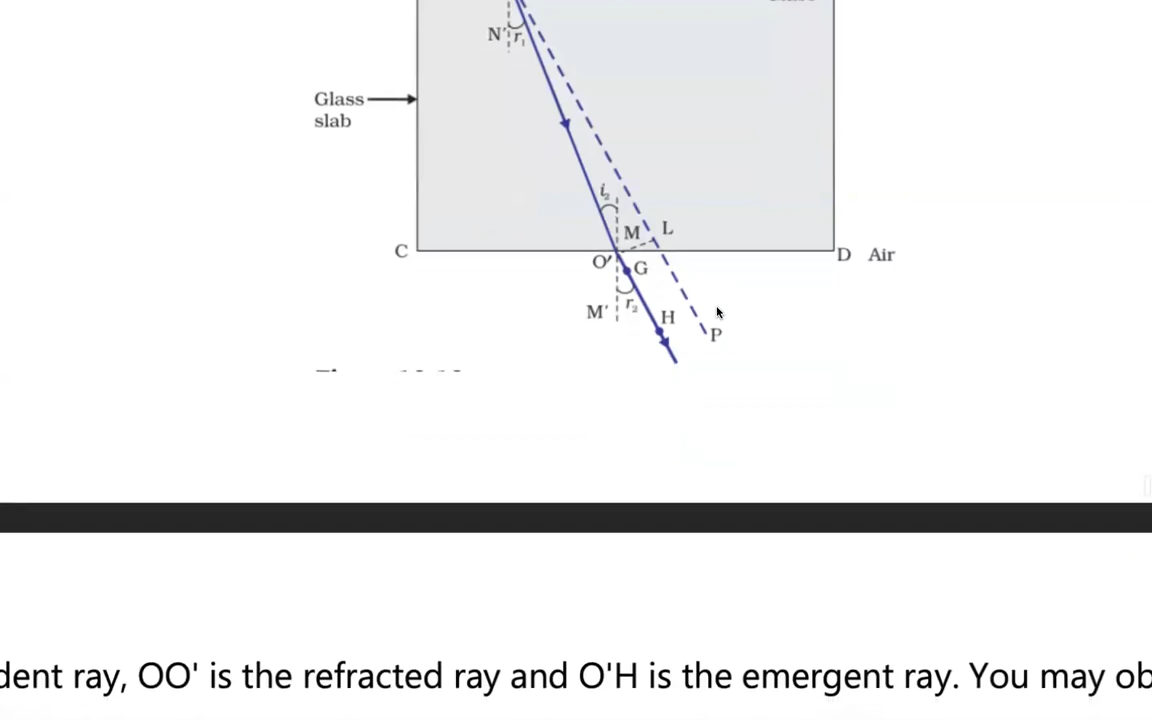 N' r₁
Glass
slab
i₂
M L
C
O' G
D Air
M' r₂
H
P
dent ray, OO' is the refracted ray and O'H is the emergent ray. You may ob